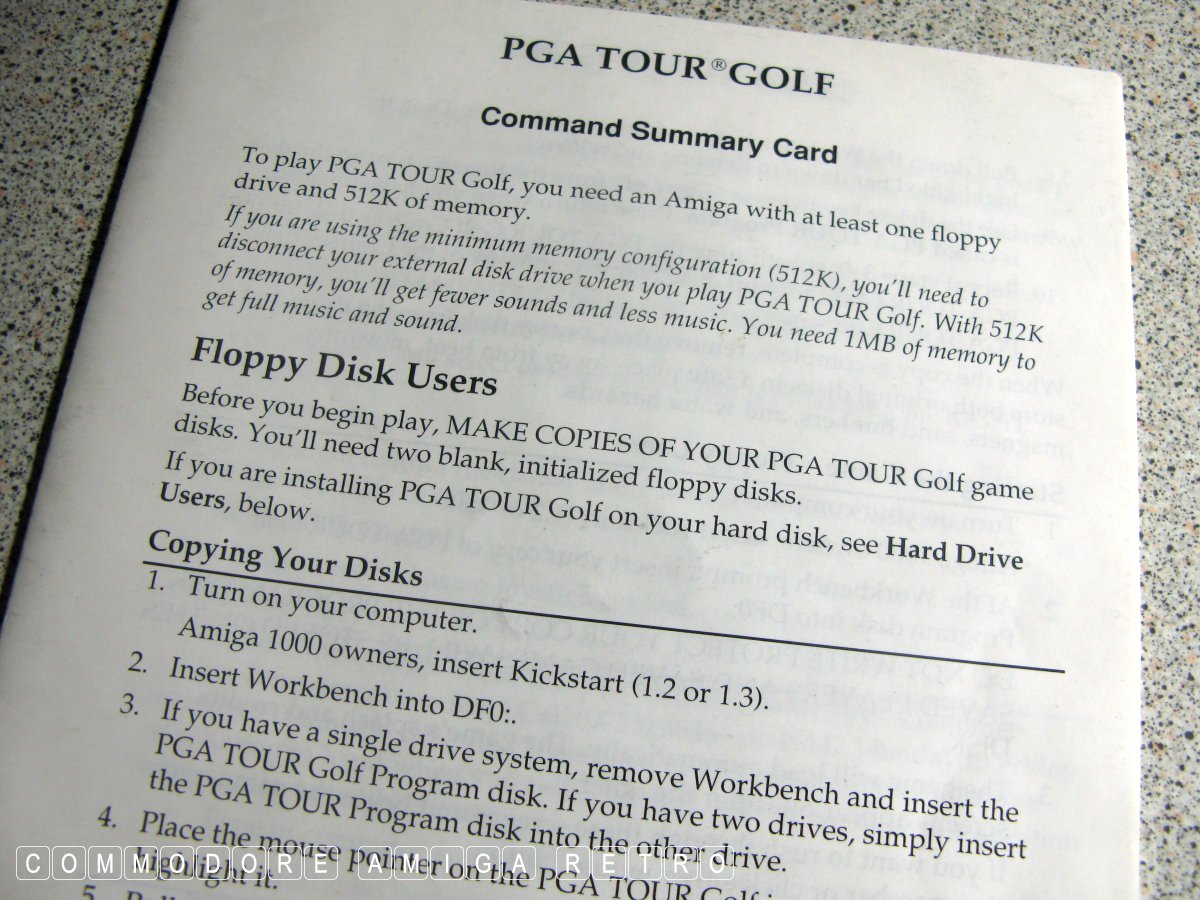 PGA TOUR® GOLF
Command Summary Card
To play PGA TOUR Golf, you need an Amiga with at least one floppy
drive and 512K of memory.
If you are using the minimum memory configuration (512K), you'll need to
disconnect your external disk drive when you play PGA TOUR Golf. With 512K
of memory, you'll get fewer sounds and less music. You need 1MB of memory to
get full music and sound.
Floppy Disk Users
Before you begin play, MAKE COPIES OF YOUR PGA TOUR Golf game
disks. You'll need two blank, initialized floppy disks.
If you are installing PGA TOUR Golf on your hard disk, see Hard Drive
Users, below.
Copying Your Disks
1. Turn on your computer.
Amiga 1000 owners, insert Kickstart (1.2 or 1.3).
2. Insert Workbench into DF0:.
3. If you have a single drive system, remove Workbench and insert the
PGA TOUR Golf Program disk. If you have two drives, simply insert
the PGA TOUR Program disk into the other drive.
4. Place the mouse pointer on the PGA TOUR Golf
highlight it.
5.
COMMODORE AMIGA RETRO